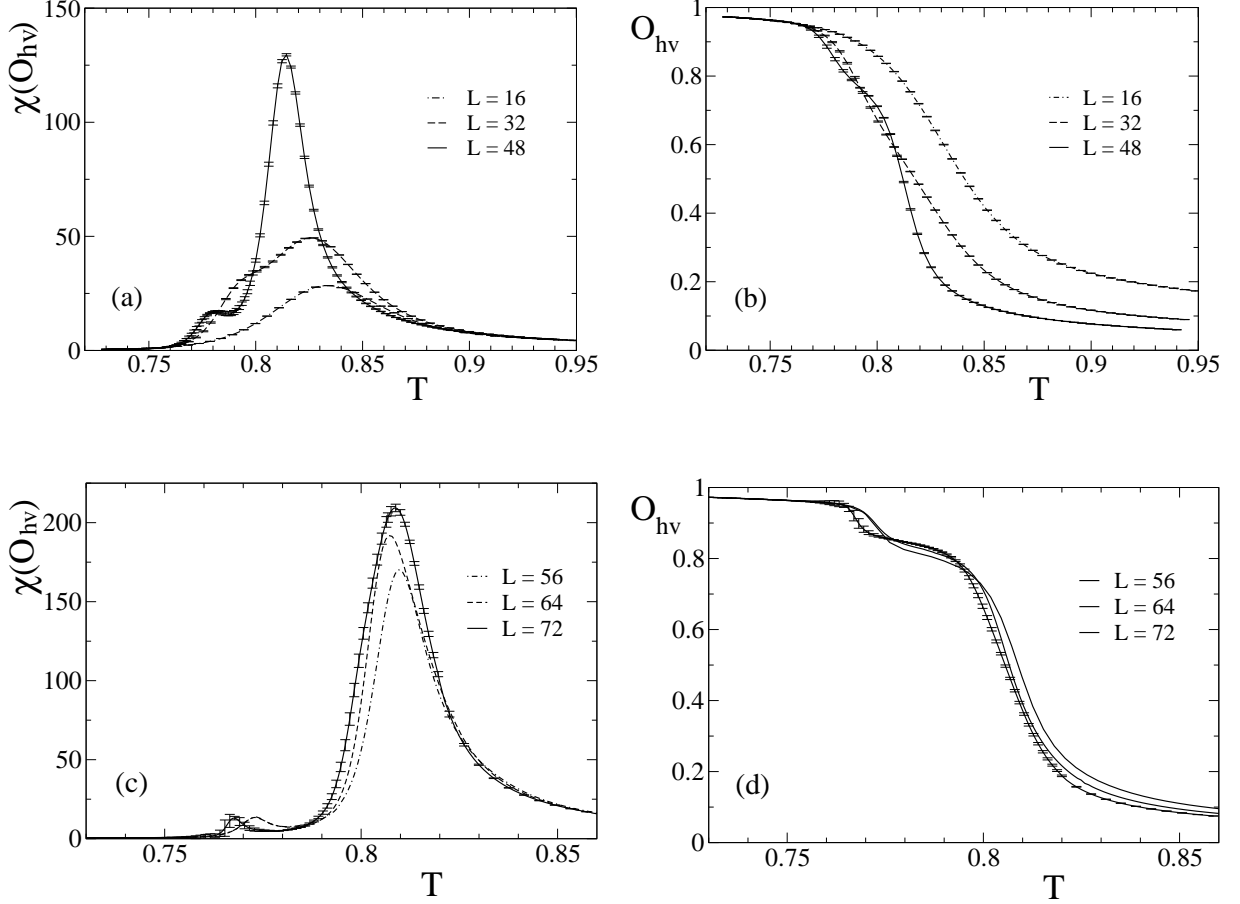 150
100
50
0
χ(O_hv)
L = 16
L = 32
L = 48
(a)
0.75 0.8 0.85 0.9 0.95
T
1
0.8
0.6
0.4
0.2
0
O_hv
L = 16
L = 32
L = 48
(b)
0.75 0.8 0.85 0.9 0.95
T
200
150
100
50
0
χ(O_hv)
L = 56
L = 64
L = 72
(c)
0.75 0.8 0.85
T
1
0.8
0.6
0.4
0.2
0
O_hv
L = 56
L = 64
L = 72
(d)
0.75 0.8 0.85
T